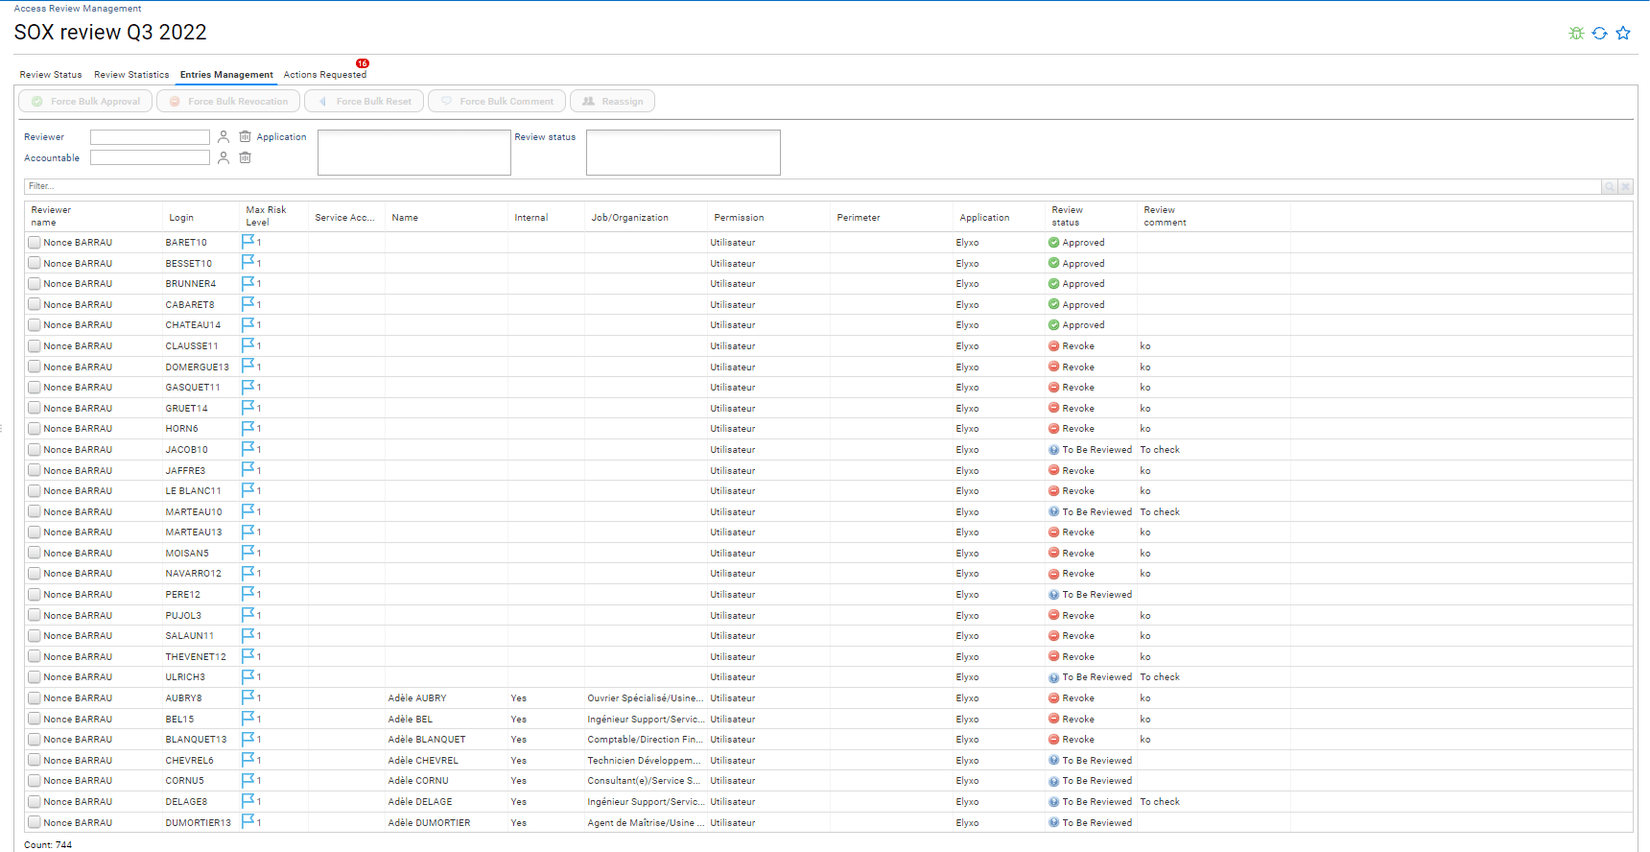 Access Review Management
SOX review Q3 2022
16
Review Status Review Statistics Entries Management Actions Requested
Force Bulk Approval Force Bulk Revocation Force Bulk Reset Force Bulk Comment Reassign
Reviewer Application Review status
Accountable
Filter...
Reviewer name Login Max Risk Level Service Acc... Name Internal Job/Organization Permission Perimeter Application Review status Review comment
Nonce BARRAU BARET10 1 Utilisateur Elyxo Approved
Nonce BARRAU BESSET10 1 Utilisateur Elyxo Approved
Nonce BARRAU BRUNNER4 1 Utilisateur Elyxo Approved
Nonce BARRAU CABARET8 1 Utilisateur Elyxo Approved
Nonce BARRAU CHATEAU14 1 Utilisateur Elyxo Approved
Nonce BARRAU CLAUSSE11 1 Utilisateur Elyxo Revoke ko
Nonce BARRAU DOMERGUE13 1 Utilisateur Elyxo Revoke ko
Nonce BARRAU GASQUET11 1 Utilisateur Elyxo Revoke ko
Nonce BARRAU GRUET14 1 Utilisateur Elyxo Revoke ko
Nonce BARRAU HORN6 1 Utilisateur Elyxo Revoke ko
Nonce BARRAU JACOB10 1 Utilisateur Elyxo To Be Reviewed To check
Nonce BARRAU JAFFRE3 1 Utilisateur Elyxo Revoke ko
Nonce BARRAU LE BLANC11 1 Utilisateur Elyxo Revoke ko
Nonce BARRAU MARTEAU10 1 Utilisateur Elyxo To Be Reviewed To check
Nonce BARRAU MARTEAU13 1 Utilisateur Elyxo Revoke ko
Nonce BARRAU MOISAN5 1 Utilisateur Elyxo Revoke ko
Nonce BARRAU NAVARRO12 1 Utilisateur Elyxo Revoke ko
Nonce BARRAU PERE12 1 Utilisateur Elyxo To Be Reviewed
Nonce BARRAU PUJOL3 1 Utilisateur Elyxo Revoke ko
Nonce BARRAU SALAUN11 1 Utilisateur Elyxo Revoke ko
Nonce BARRAU THEVENET12 1 Utilisateur Elyxo Revoke ko
Nonce BARRAU ULRICH3 1 Utilisateur Elyxo To Be Reviewed To check
Nonce BARRAU AUBRY8 1 Adèle AUBRY Yes Ouvrier Spécialisé/Usine... Utilisateur Elyxo Revoke ko
Nonce BARRAU BEL15 1 Adèle BEL Yes Ingénieur Support/Servic... Utilisateur Elyxo Revoke ko
Nonce BARRAU BLANQUET13 1 Adèle BLANQUET Yes Comptable/Direction Fin... Utilisateur Elyxo Revoke ko
Nonce BARRAU CHEVREL6 1 Adèle CHEVREL Yes Technicien Développem... Utilisateur Elyxo To Be Reviewed
Nonce BARRAU CORNU5 1 Adèle CORNU Yes Consultant(e)/Service S... Utilisateur Elyxo To Be Reviewed
Nonce BARRAU DELAGE8 1 Adèle DELAGE Yes Ingénieur Support/Servic... Utilisateur Elyxo To Be Reviewed To check
Nonce BARRAU DUMORTIER13 1 Adèle DUMORTIER Yes Agent de Maîtrise/Usine ... Utilisateur Elyxo To Be Reviewed
Count: 744